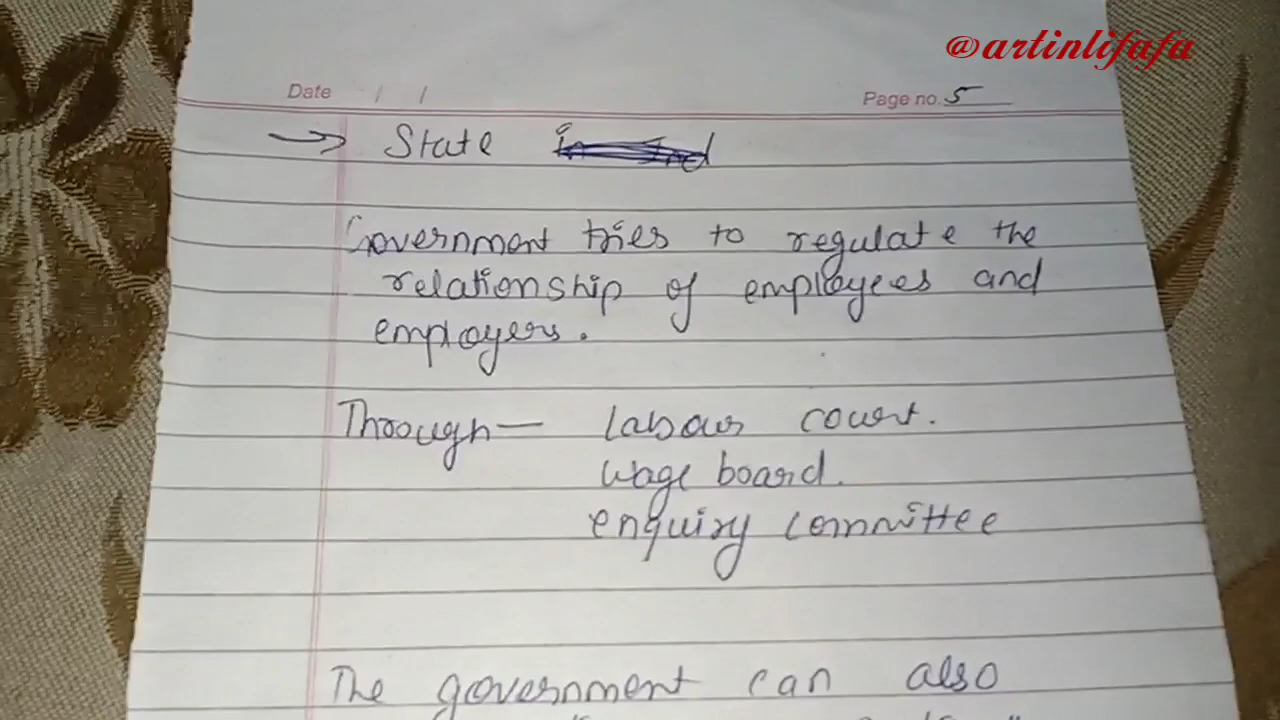 @artinlifafa
Date / /
Page no. 5
→ State
Government tries to regulate the
relationship of employees and
employers.
Through— labour court.
wage board.
enquiry committee
The government can also